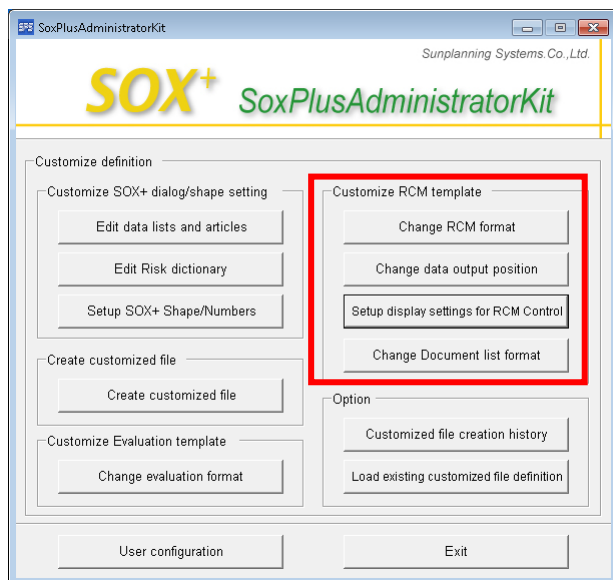 SPS SoxPlusAdministratorKit
Sunplanning Systems.Co.,Ltd.
SOX+ SoxPlusAdministratorKit
Customize definition
Customize SOX+ dialog/shape setting
Edit data lists and articles
Edit Risk dictionary
Setup SOX+ Shape/Numbers
Create customized file
Create customized file
Customize Evaluation template
Change evaluation format
Customize RCM template
Change RCM format
Change data output position
Setup display settings for RCM Control
Change Document list format
Option
Customized file creation history
Load existing customized file definition
User configuration
Exit